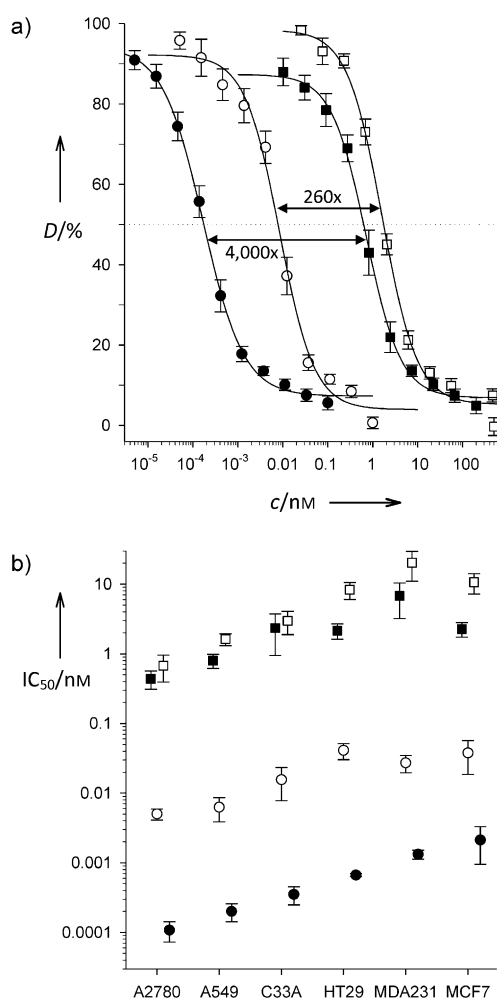 a)
100
80
60
40
20
0
D/%
260x
4,000x
10⁻⁵
10⁻⁴
10⁻³
0.01
0.1
1
10
100
c/nM
b)
10
1
0.1
0.01
0.001
0.0001
IC₅₀/nM
A2780 A549 C33A HT29 MDA231 MCF7